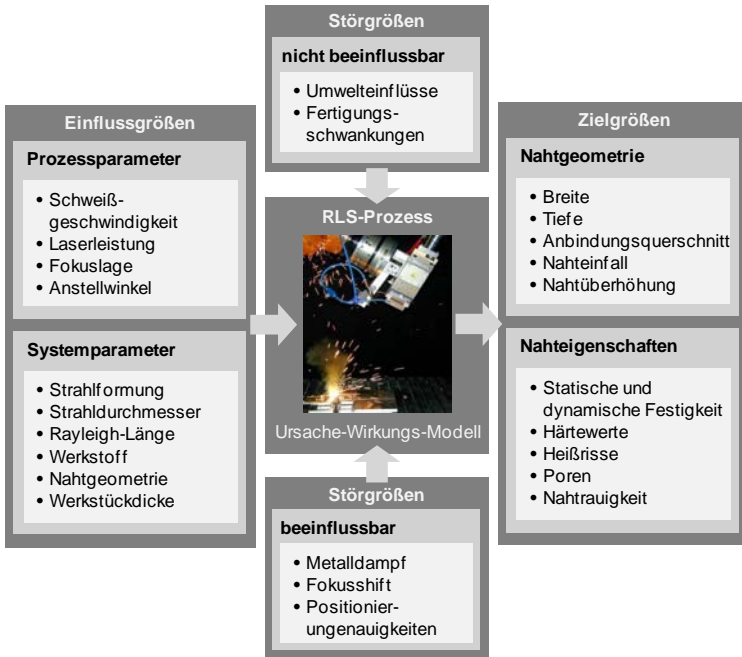 Störgrößen
nicht beeinflussbar
• Umwelteinflüsse
• Fertigungs-
schwankungen
Einflussgrößen
Prozessparameter
• Schweiß-
geschwindigkeit
• Laserleistung
• Fokuslage
• Anstellwinkel
Systemparameter
• Strahlformung
• Strahldurchmesser
• Rayleigh-Länge
• Werkstoff
• Nahtgeometrie
• Werkstückdicke
RLS-Prozess
Ursache-Wirkungs-Modell
Störgrößen
beeinflussbar
• Metalldampf
• Fokusshift
• Positionier-
ungenauigkeiten
Zielgrößen
Nahtgeometrie
• Breite
• Tiefe
• Anbindungsquerschnitt
• Nahteinfall
• Nahtüberhöhung
Nahteigenschaften
• Statische und
dynamische Festigkeit
• Härtewerte
• Heißrisse
• Poren
• Nahtrauigkeit